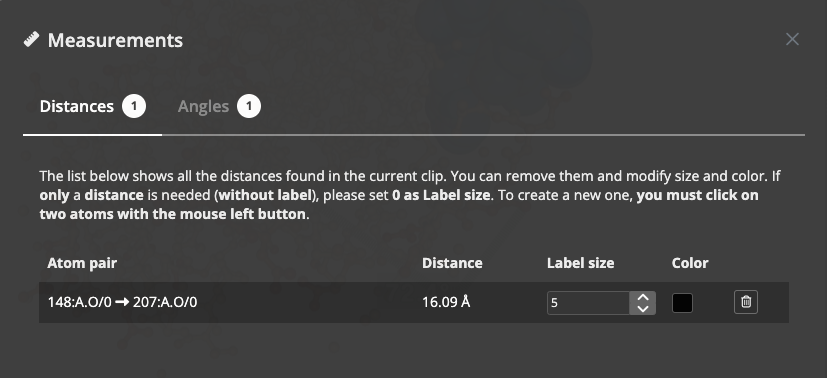 Measurements
Distances 1 Angles 1
The list below shows all the distances found in the current clip. You can remove them and modify size and color. If
only a distance is needed (without label), please set 0 as Label size. To create a new one, you must click on
two atoms with the mouse left button.
Atom pair Distance Label size Color
148:A.O/0 → 207:A.O/0 16.09 Å 5